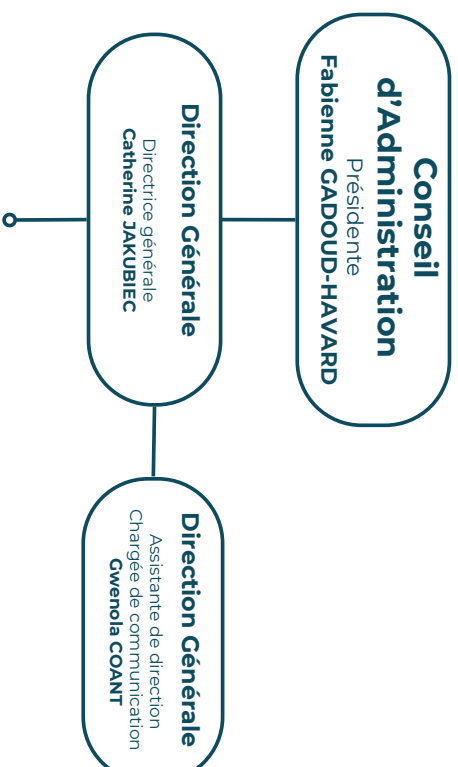 Conseil
d'Administration
Présidente
Fabienne GADOUD-HAVARD
Direction Générale
Directrice générale
Catherine JAKUBIEC
Direction Générale
Assistante de direction
Chargée de communication
Gwenola COANT